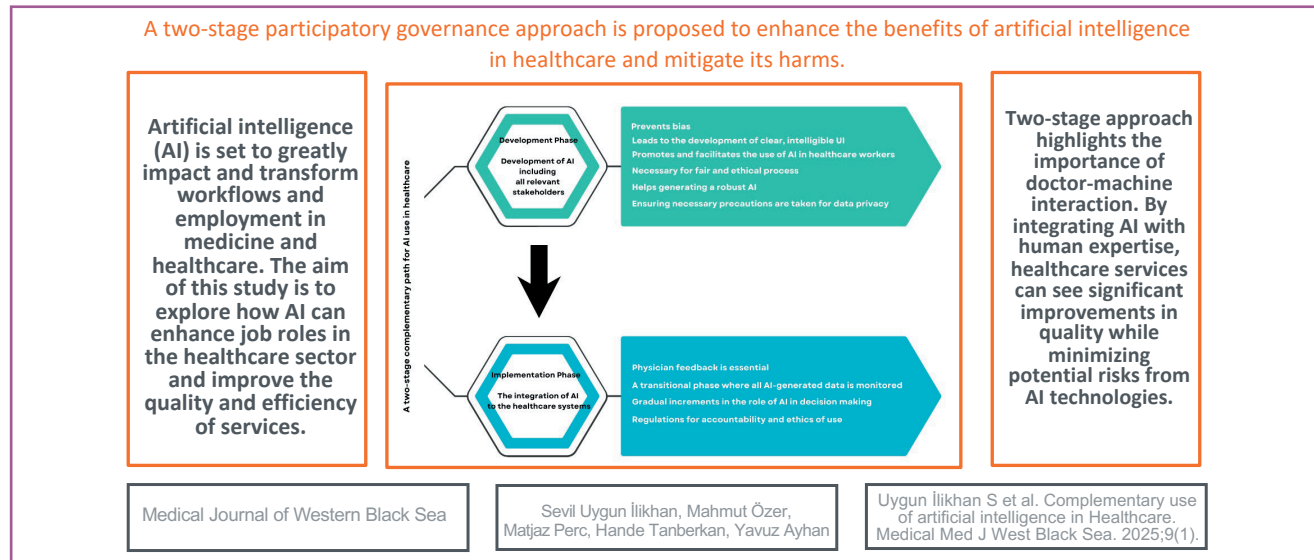 A two-stage participatory governance approach is proposed to enhance the benefits of artificial intelligence
in healthcare and mitigate its harms.
Artificial intelligence
(AI) is set to greatly
impact and transform
workflows and
employment in
medicine and
healthcare. The aim
of this study is to
explore how AI can
enhance job roles in
the healthcare sector
and improve the
quality and efficiency
of services.
A two-stage complementary path for AI use in healthcare
Development Phase
Development of AI
including
all relevant
stakeholders
Prevents bias
Leads to the development of clear, intelligible UI
Promotes and facilitates the use of AI in healthcare workers
Necessary for fair and ethical process
Helps generating a robust AI
Ensuring necessary precautions are taken for data privacy
Implementation Phase
The integration of AI
to the healthcare systems
Physician feedback is essential
A transitional phase where all AI-generated data is monitored
Gradual increments in the role of AI in decision making
Regulations for accountability and ethics of use
Two-stage approach
highlights the
importance of
doctor-machine
interaction. By
integrating AI with
human expertise,
healthcare services
can see significant
improvements in
quality while
minimizing
potential risks from
AI technologies.
Medical Journal of Western Black Sea
Sevil Uygun İlikhan, Mahmut Özer,
Matjaz Perc, Hande Tanberkan, Yavuz Ayhan
Uygun İlikhan S et al. Complementary use
of artificial intelligence in Healthcare.
Medical Med J West Black Sea. 2025;9(1).